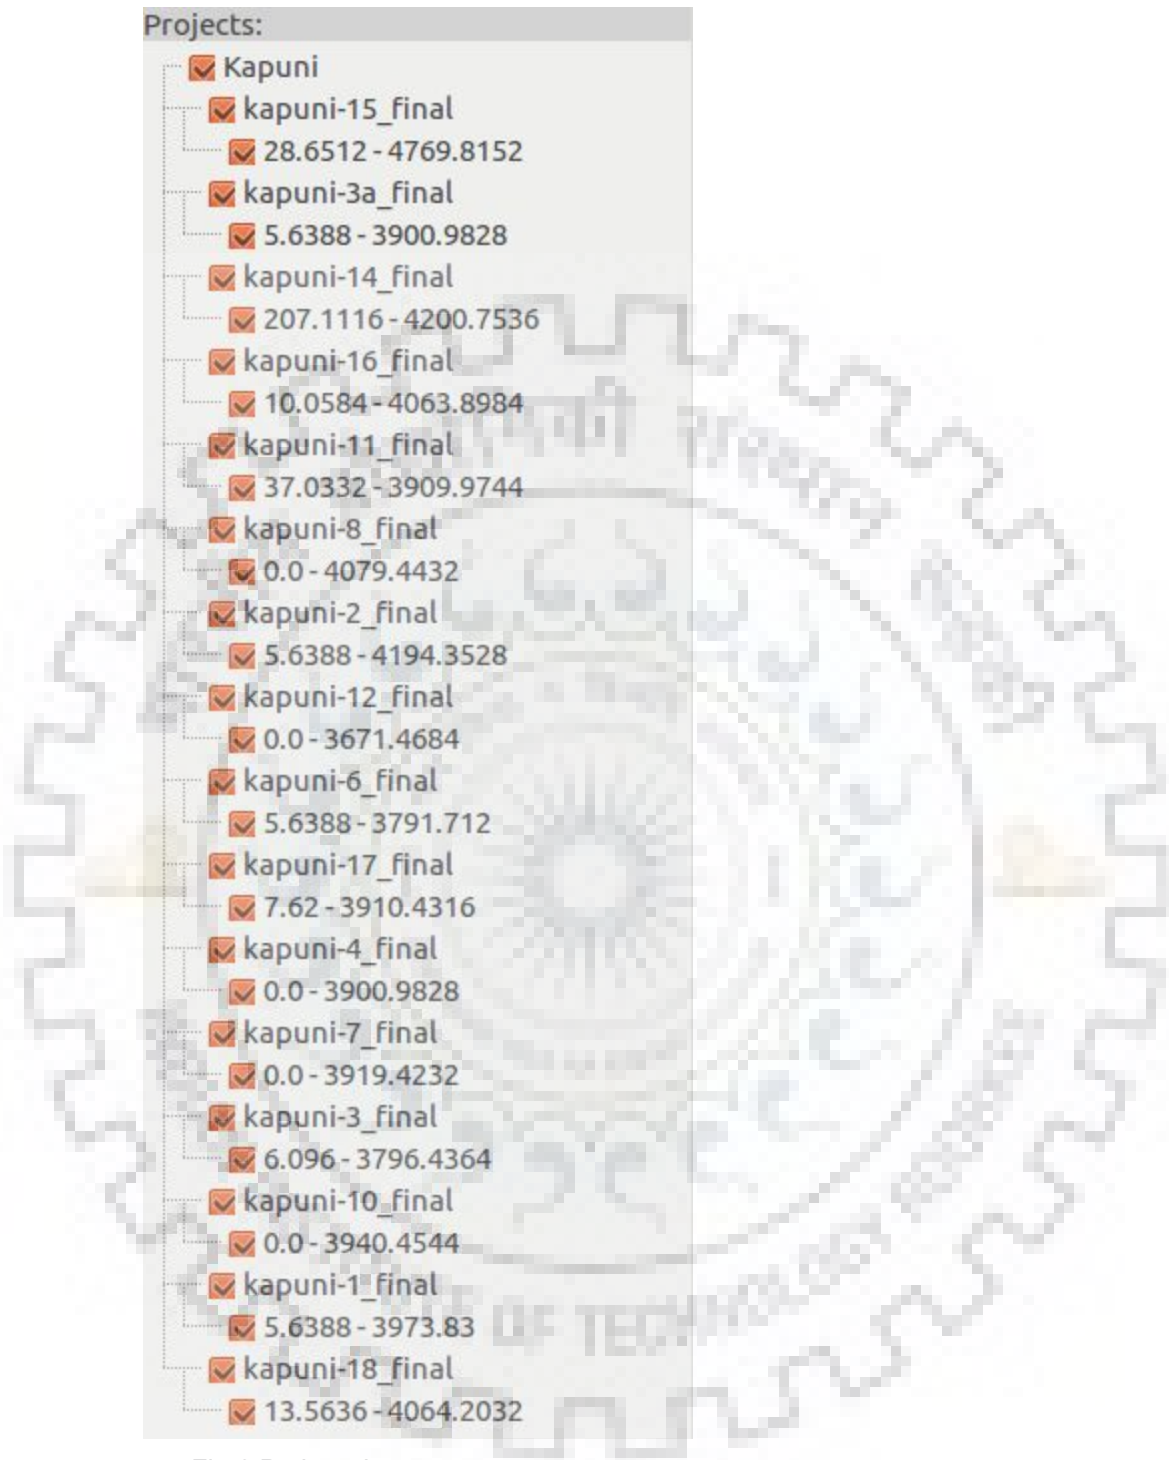 Projects:
Kapuni
kapuni-15_final
28.6512 - 4769.8152
kapuni-3a_final
5.6388 - 3900.9828
kapuni-14_final
207.1116 - 4200.7536
kapuni-16_final
10.0584 - 4063.8984
kapuni-11_final
37.0332 - 3909.9744
kapuni-8_final
0.0 - 4079.4432
kapuni-2_final
5.6388 - 4194.3528
kapuni-12_final
0.0 - 3671.4684
kapuni-6_final
5.6388 - 3791.712
kapuni-17_final
7.62 - 3910.4316
kapuni-4_final
0.0 - 3900.9828
kapuni-7_final
0.0 - 3919.4232
kapuni-3_final
6.096 - 3796.4364
kapuni-10_final
0.0 - 3940.4544
kapuni-1_final
5.6388 - 3973.83
kapuni-18_final
13.5636 - 4064.2032
OF TECHNOLOGY